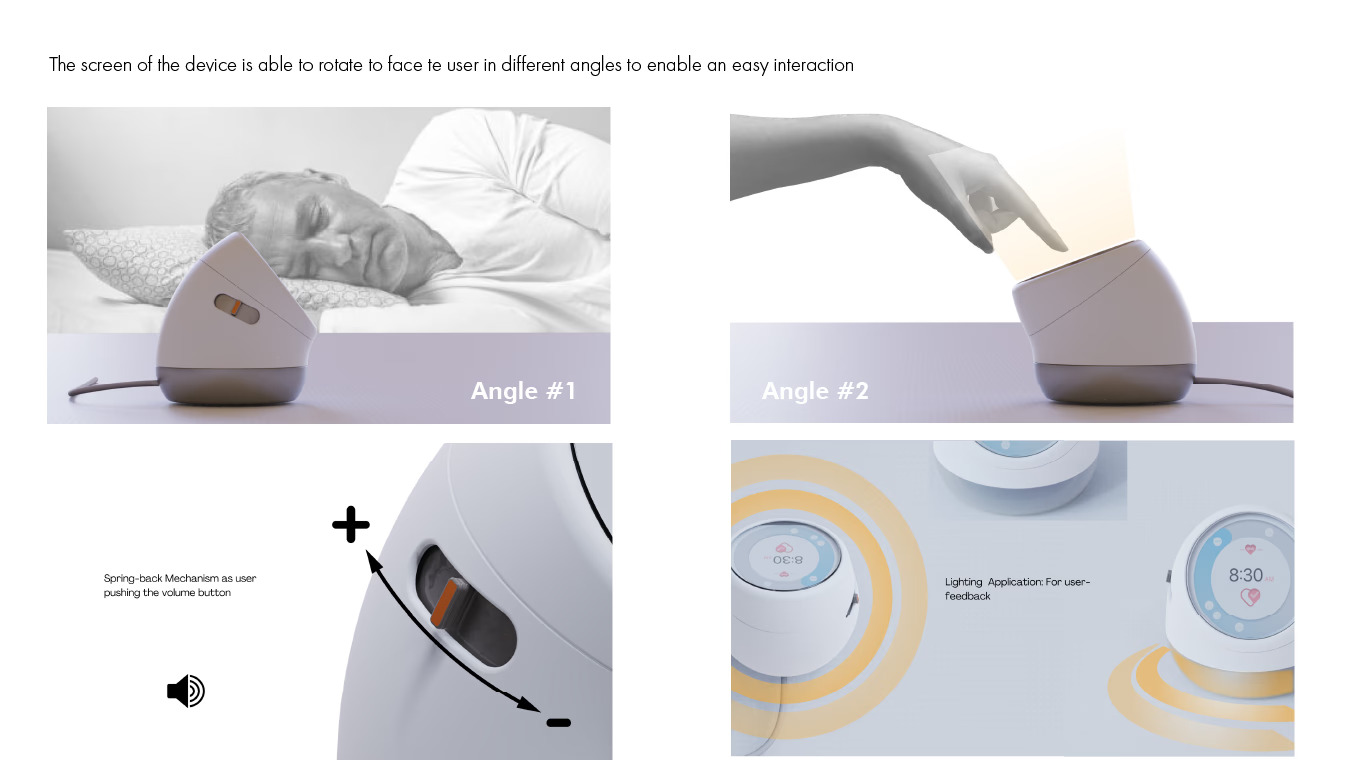 The screen of the device is able to rotate to face te user in different angles to enable an easy interaction
Angle #1
Angle #2
Spring-back Mechanism as user
pushing the volume button
Lighting Application: For user-
feedback
8:30
8:30